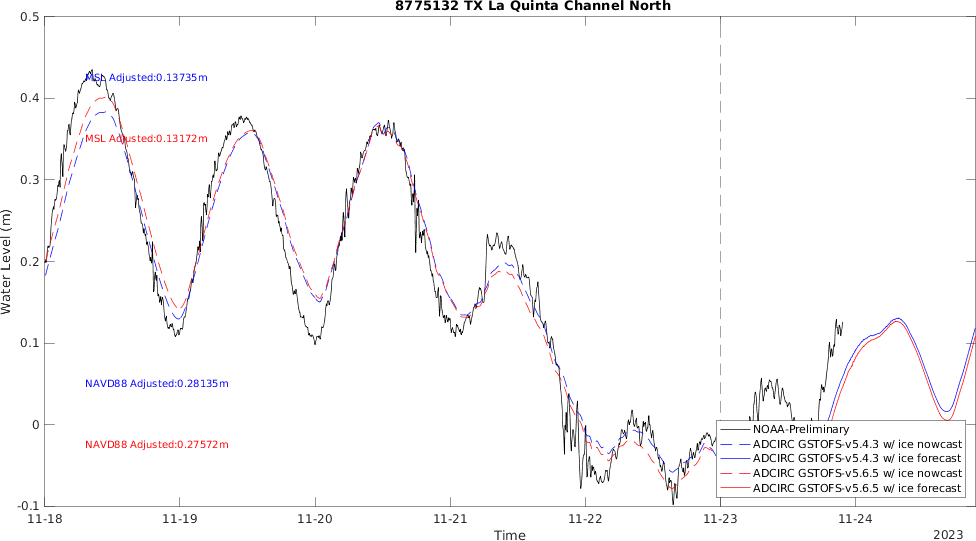 8775132 TX La Quinta Channel North
0.5
0.4
0.3
0.2
0.1
0
-0.1
Water Level (m)
MSL Adjusted:0.13735m
MSL Adjusted:0.13172m
NAVD88 Adjusted:0.28135m
NAVD88 Adjusted:0.27572m
NOAA-Preliminary
ADCIRC GSTOFS-v5.4.3 w/ ice nowcast
ADCIRC GSTOFS-v5.4.3 w/ ice forecast
ADCIRC GSTOFS-v5.6.5 w/ ice nowcast
ADCIRC GSTOFS-v5.6.5 w/ ice forecast
11-18 11-19 11-20 11-21 11-22 11-23 11-24
Time
2023